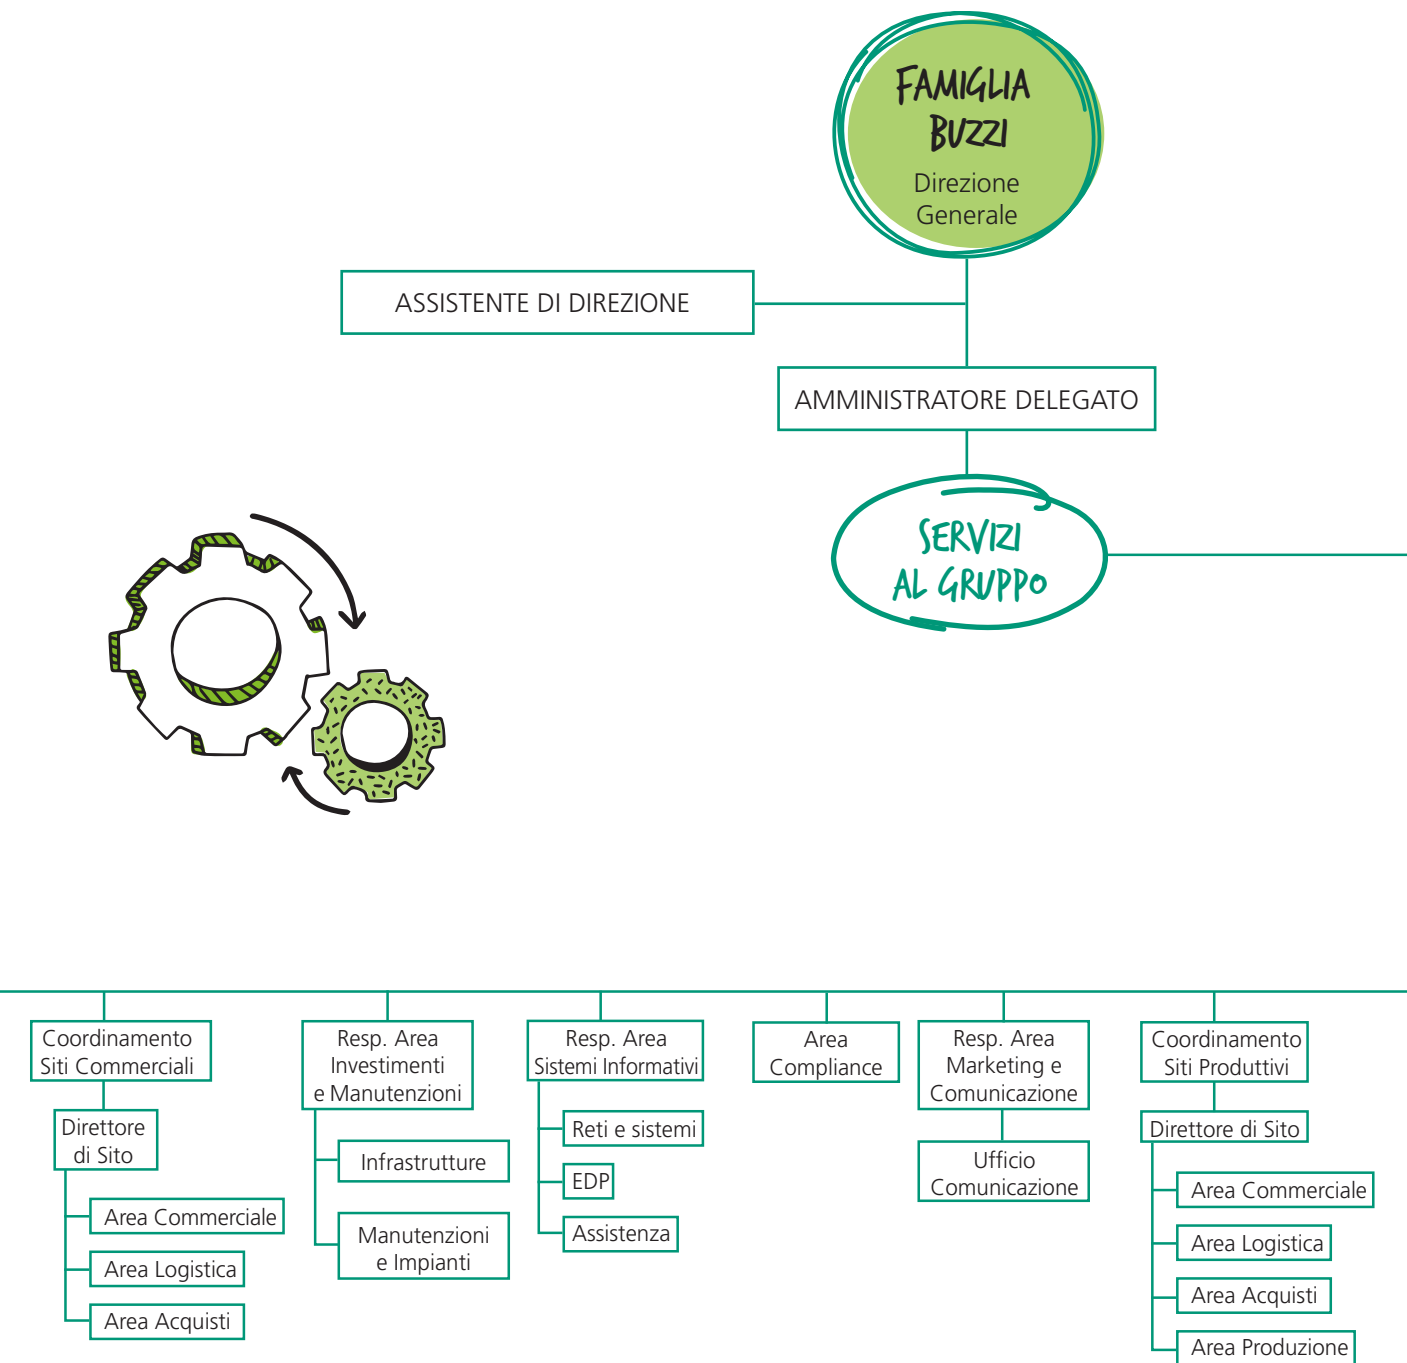 FAMIGLIA
BUZZI
Direzione
Generale
ASSISTENTE DI DIREZIONE
AMMINISTRATORE DELEGATO
SERVIZI
AL GRUPPO
Coordinamento
Siti Commerciali
Direttore
di Sito
Area Commerciale
Area Logistica
Area Acquisti
Resp. Area
Investimenti
e Manutenzioni
Infrastrutture
Manutenzioni
e Impianti
Resp. Area
Sistemi Informativi
Reti e sistemi
EDP
Assistenza
Area
Compliance
Resp. Area
Marketing e
Comunicazione
Ufficio
Comunicazione
Coordinamento
Siti Produttivi
Direttore di Sito
Area Commerciale
Area Logistica
Area Acquisti
Area Produzione